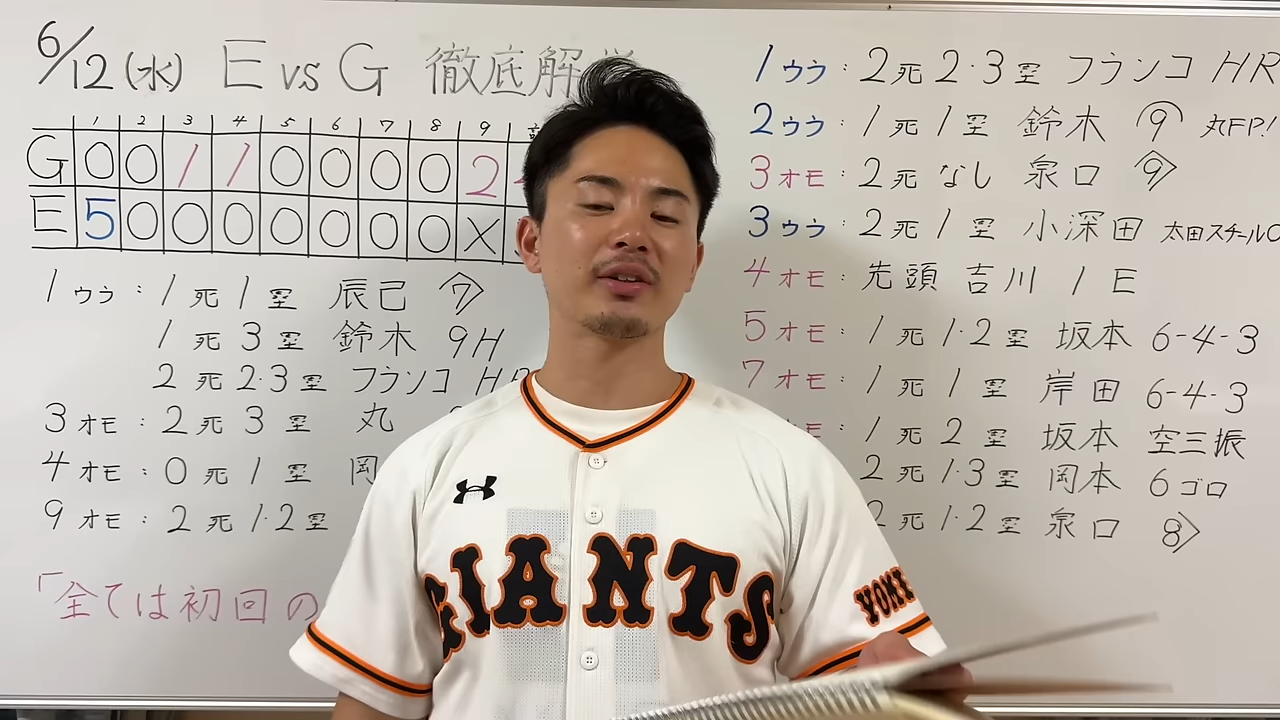 6/12(水) E vs G 徹底解
1 2 3 4 5 6 7 8 9
G 0 0 1 1 0 0 0 0 2
E 5 0 0 0 0 0 0 0 X
1ウラ:1死1塁 辰己 7
1死3塁 鈴木 9H
2死2・3塁 フランコ
3オモ:2死3塁 丸
4オモ:0死1塁 岡
9オモ:2死1・2塁
「全ては初回の
1ウラ:2死2・3塁 フランコ HR
2ウラ:1死1塁 鈴木 9 丸FP!
3オモ:2死なし 泉口 9
3ウラ:2死1塁 小深田 太田スチール
4オモ:先頭 吉川 1E
5オモ:1死1・2塁 坂本 6-4-3
7オモ:1死1塁 岸田 6-4-3
1死2塁 坂本 空三振
2死1・3塁 岡本 6ゴロ
2死1・2塁 泉口 8
GIANTS
YOMI